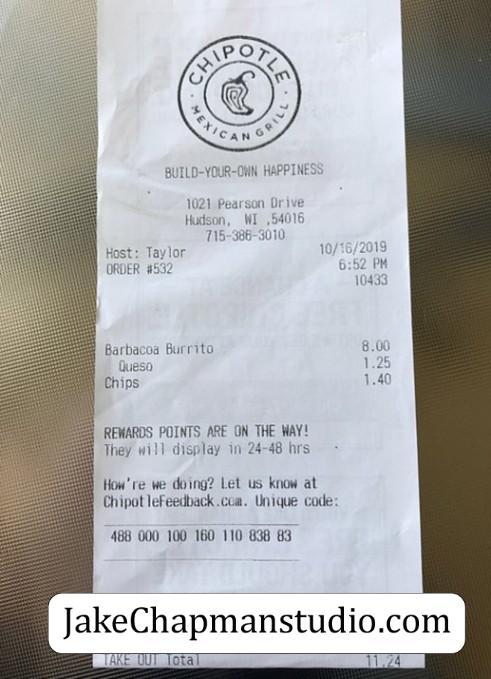 CHIPOTLE
MEXICAN GRILL
BUILD-YOUR-OWN HAPPINESS
1021 Pearson Drive
Hudson, WI ,54016
715-386-3010
Host: Taylor 10/16/2019
ORDER #532 6:52 PM
10433
Barbacoa Burrito 8.00
Queso 1.25
Chips 1.40
REWARDS POINTS ARE ON THE WAY!
They will display in 24-48 hrs
How're we doing? Let us know at
ChipotleFeedback.com. Unique code:
488 000 100 160 110 838 83
JakeChapmanstudio.com
TAKE OUT Total 11.24